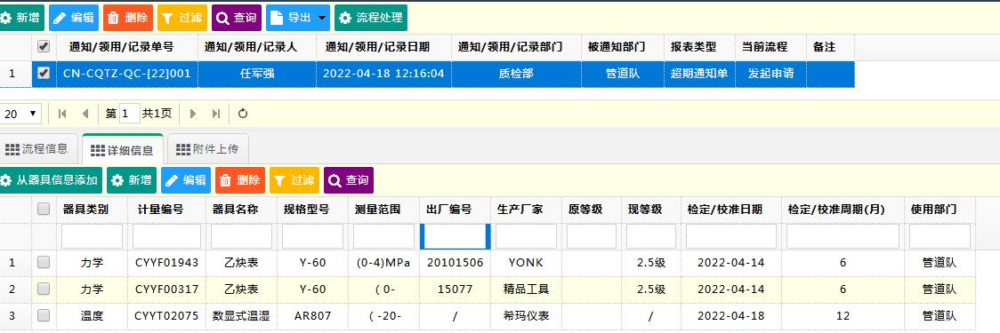 新增 编辑 删除 过滤 查询 导出 流程处理
通知/领用/记录单号 通知/领用/记录人 通知/领用/记录日期 通知/领用/记录部门 被通知部门 报表类型 当前流程 备注
1 CN-CQTZ-QC-[22]001 任军强 2022-04-18 12:16:04 质检部 管道队 超期通知单 发起申请
20 第 1 共1页
流程信息 详细信息 附件上传
从器具信息添加 新增 编辑 删除 过滤 查询
器具类别 计量编号 器具名称 规格型号 测量范围 出厂编号 生产厂家 原等级 现等级 检定/校准日期 检定/校准周期(月) 使用部门
1 力学 CYYF01943 乙炔表 Y-60 (0-4)MPa 20101506 YONK 2.5级 2022-04-14 6 管道队
2 力学 CYYF00317 乙炔表 Y-60 （0- 15077 精品工具 2.5级 2022-04-14 6 管道队
3 温度 CYYT02075 数显式温湿 AR807 （-20- / 希玛仪表 / 2022-04-18 12 管道队